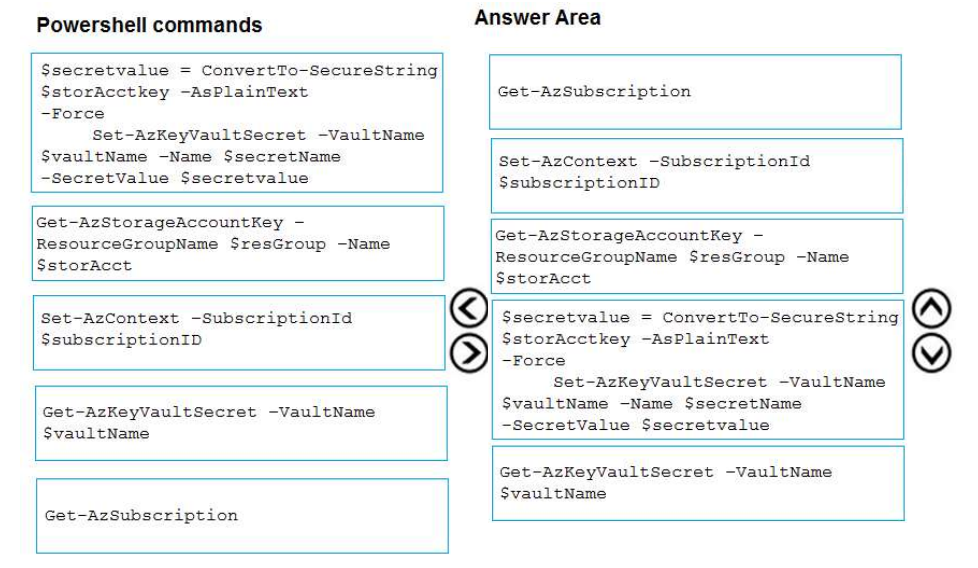 Powershell commands
$secretvalue = ConvertTo-SecureString
$storAcctkey –AsPlainText
–Force
Set–AzKeyVaultSecret –VaultName
$vaultName –Name $secretName
–SecretValue $secretvalue
Get–AzStorageAccountKey –
ResourceGroupName $resGroup –Name
$storAcct
Set–AzContext –SubscriptionId
$subscriptionID
Get–AzKeyVaultSecret –VaultName
$vaultName
Get–AzSubscription
Answer Area
Get–AzSubscription
Set–AzContext –SubscriptionId
$subscriptionID
Get–AzStorageAccountKey –
ResourceGroupName $resGroup –Name
$storAcct
$secretvalue = ConvertTo–SecureString
$storAcctkey –AsPlainText
–Force
Set–AzKeyVaultSecret –VaultName
$vaultName –Name $secretName
–SecretValue $secretvalue
Get–AzKeyVaultSecret –VaultName
$vaultName